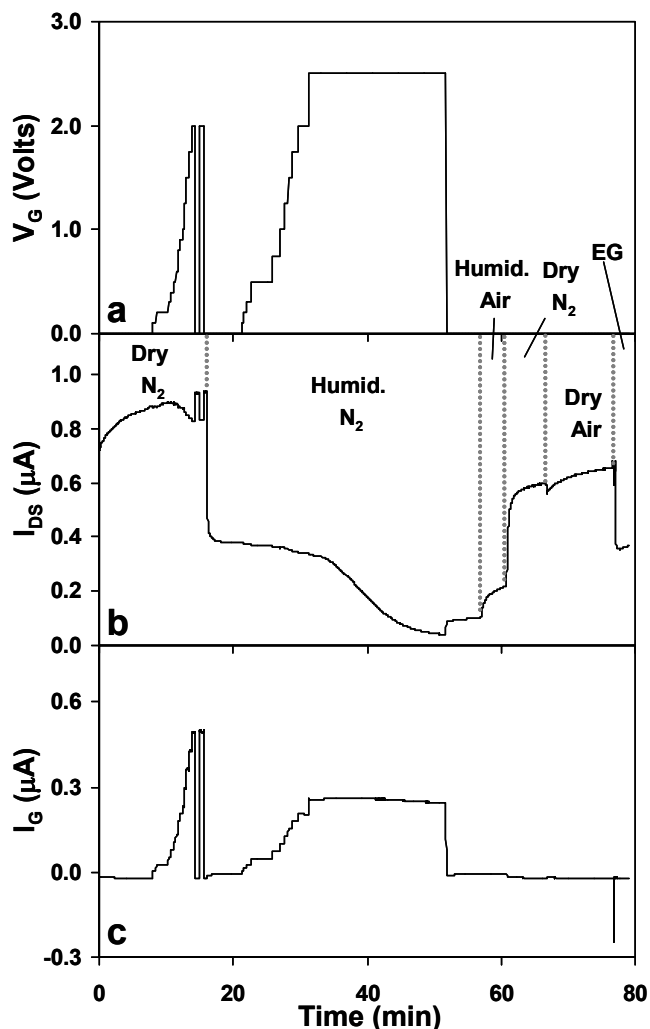 3.0
2.0
1.0
0.0
V_G (Volts)
a
Humid.
Air
Dry
N2
EG
1.0
0.8
0.6
0.4
0.2
0.0
I_DS (μA)
b
Dry
N2
Humid.
N2
Dry
Air
0.6
0.3
0.0
-0.3
I_G (μA)
c
0 20 40 60 80
Time (min)